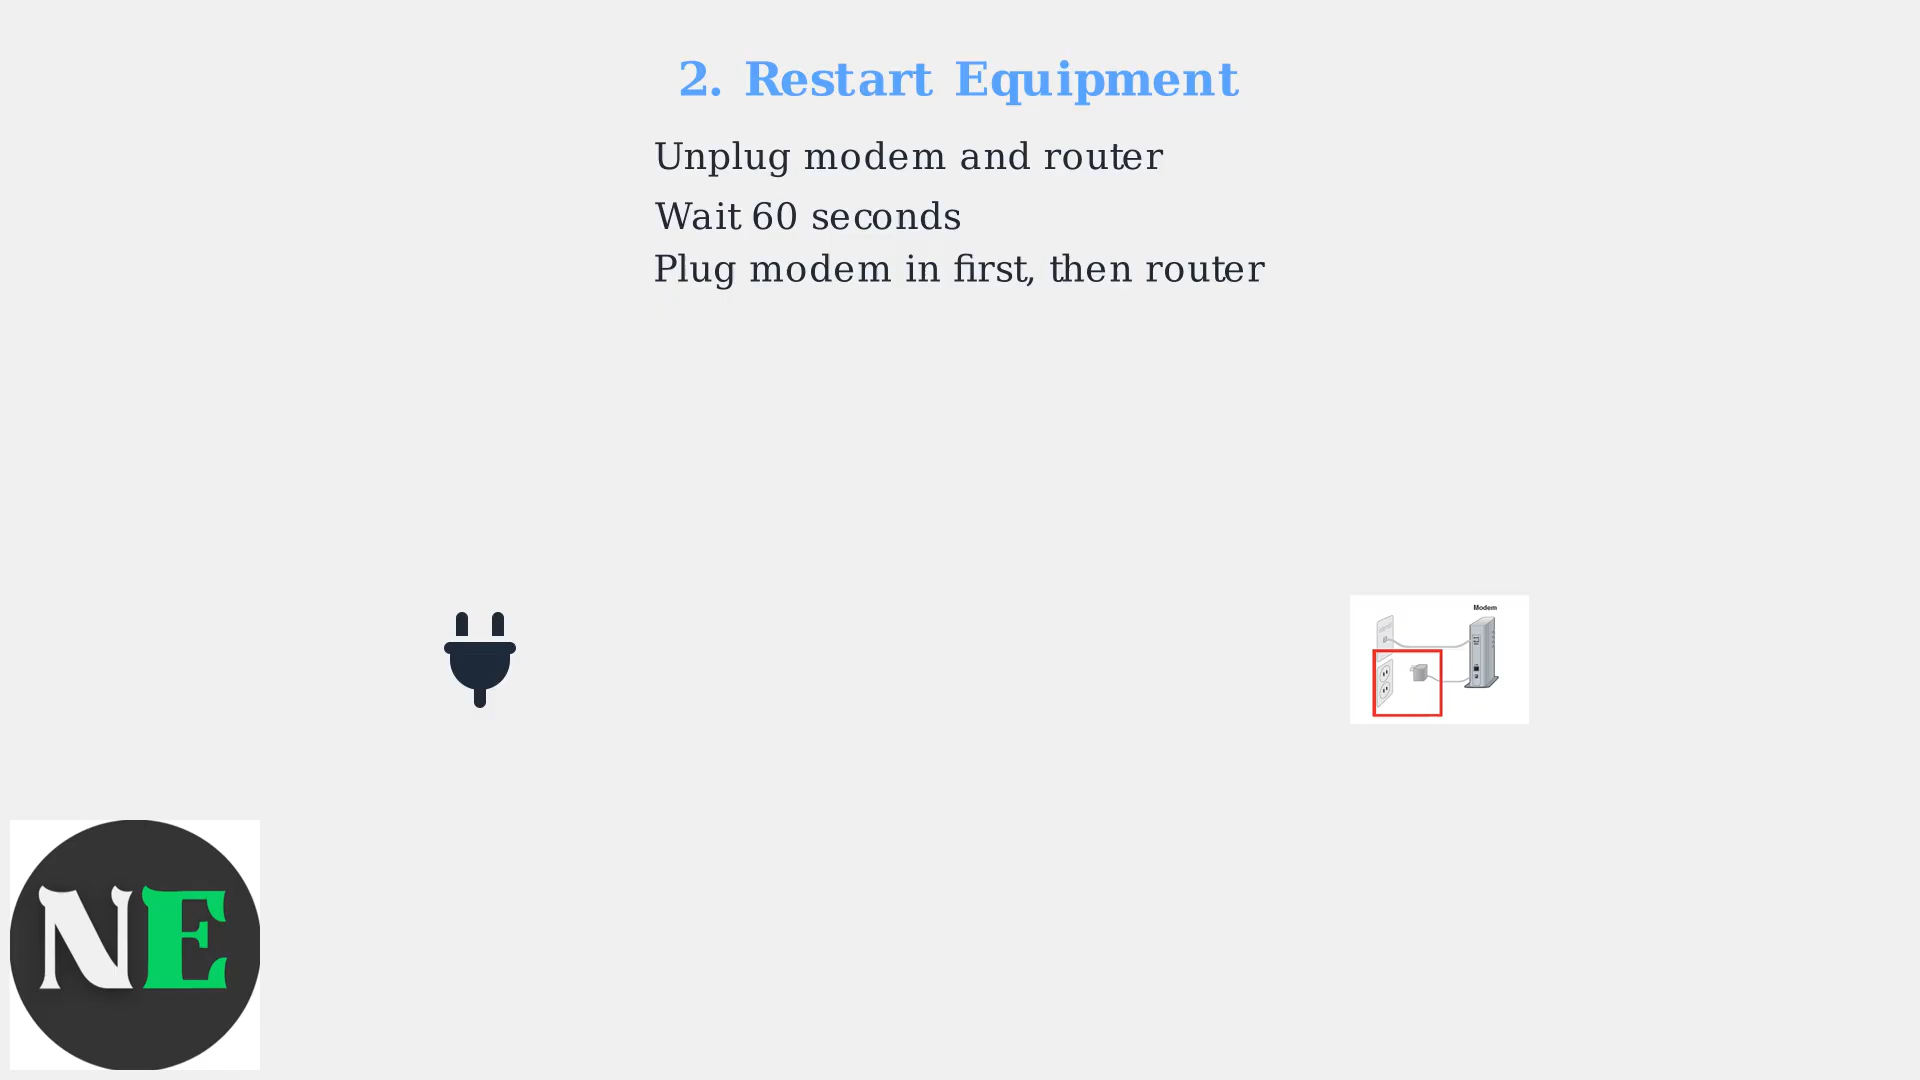 2. Restart Equipment
Unplug modem and router
Wait 60 seconds
Plug modem in first, then router
Modem
NE